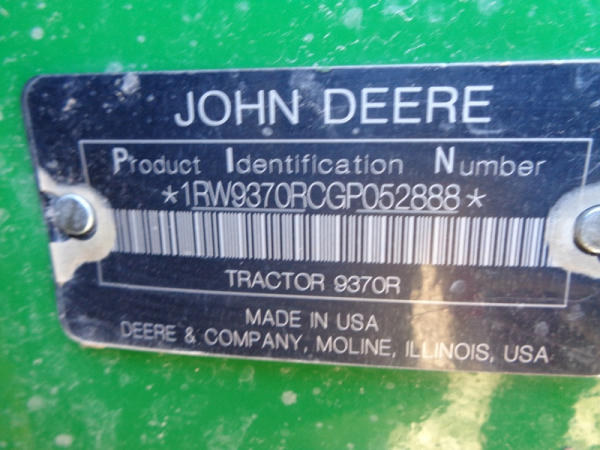 JOHN DEERE
Product Identification Number
*1RW9370RCGP052888*
TRACTOR 9370R
MADE IN USA
DEERE & COMPANY, MOLINE, ILLINOIS, USA